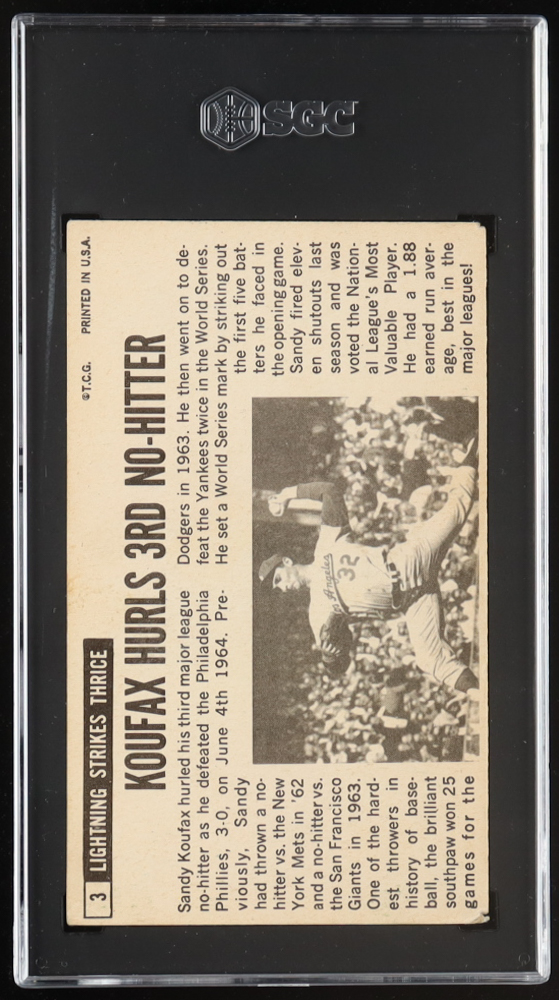 SGC
3 LIGHTNING STRIKES THRICE
©T.C.G. PRINTED IN U.S.A.
KOUFAX HURLS 3RD NO-HITTER
Sandy Koufax hurled his third major league
no-hitter as he defeated the Philadelphia
Phillies, 3-0, on June 4th 1964. Pre-
viously, Sandy
had thrown a no-
hitter vs. the New
York Mets in '62
and a no-hitter vs.
the San Francisco
Giants in 1963.
One of the hard-
est throwers in
history of base-
ball, the brilliant
southpaw won 25
games for the
Dodgers in 1963. He then went on to de-
feat the Yankees twice in the World Series.
He set a World Series mark by striking out
the first five bat-
ters he faced in
the opening game.
Sandy fired elev-
en shutouts last
season and was
voted the Nation-
al League's Most
Valuable Player.
He had a 1.88
earned run aver-
age, best in the
major leagues!
Los Angeles
32